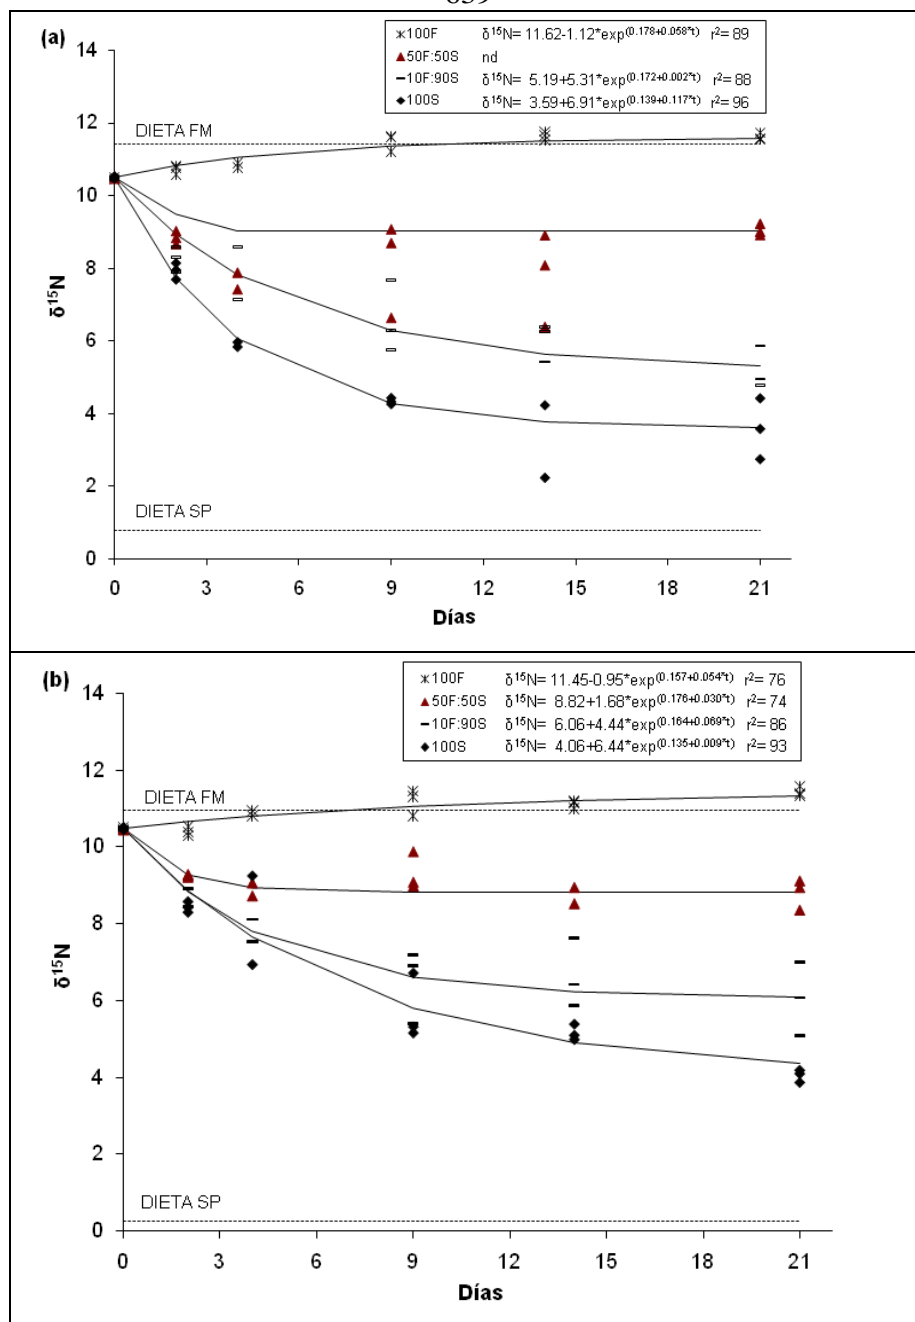 (a)
100F δ¹⁵N= 11.62-1.12*exp(0.178+0.058*t) r²= 89
50F:50S nd
10F:90S δ¹⁵N= 5.19+5.31*exp(0.172+0.002*t) r²= 88
100S δ¹⁵N= 3.59+6.91*exp(0.139+0.117*t) r²= 96
14
12
10
8
6
4
2
0
δ¹⁵N
DIETA FM
DIETA SP
0 3 6 9 12 15 18 21
Días
(b)
100F δ¹⁵N= 11.45-0.95*exp(0.157+0.054*t) r²= 76
50F:50S δ¹⁵N= 8.82+1.68*exp(0.176+0.030*t) r²= 74
10F:90S δ¹⁵N= 6.06+4.44*exp(0.164+0.069*t) r²= 86
100S δ¹⁵N= 4.06+6.44*exp(0.135+0.009*t) r²= 93
14
12
10
8
6
4
2
0
δ¹⁵N
DIETA FM
DIETA SP
0 3 6 9 12 15 18 21
Días